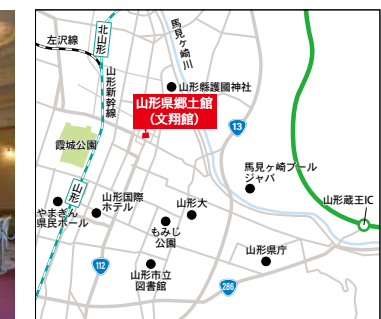 左沢線
北山形
馬見ヶ崎川
山形新幹線
山形縣護國神社
山形県郷土館
（文翔館）
13
霞城公園
馬見ヶ崎プール
ジャバ
山形
山形国際
ホテル
山形大
山形蔵王IC
やまぎん
県民ホール
もみじ
公園
山形県庁
山形市立
図書館
112
286